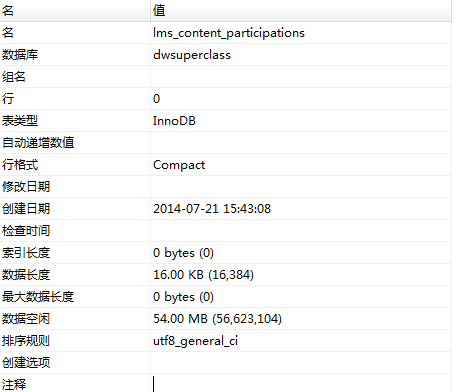 名 值
名 lms_content_participations
数据库 dwsuperclass
组名
行 0
表类型 InnoDB
自动递增数值
行格式 Compact
修改日期
创建日期 2014-07-21 15:43:08
检查时间
索引长度 0 bytes (0)
数据长度 16.00 KB (16,384)
最大数据长度 0 bytes (0)
数据空闲 54.00 MB (56,623,104)
排序规则 utf8_general_ci
创建选项
注释